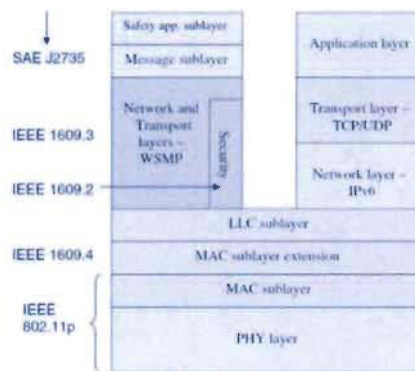 Safety app. sublayer
SAE J2735
Message sublayer
Application layer
IEEE 1609.3
Network and
Transport
layers –
WSMP
Security
Transport layer –
TCP/UDP
IEEE 1609.2
Network layer –
IPv6
LLC sublayer
IEEE 1609.4
MAC sublayer extension
MAC sublayer
IEEE
802.11p
PHY layer